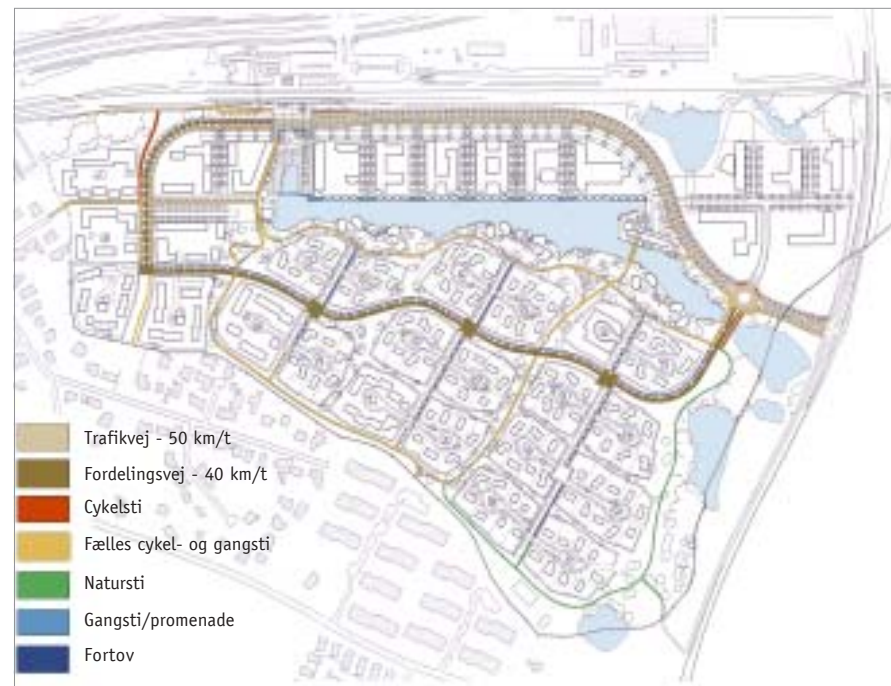 Trafikvej - 50 km/t
Fordelingsvej - 40 km/t
Cykelsti
Fælles cykel- og gangsti
Natursti
Gangsti/promenade
Fortov